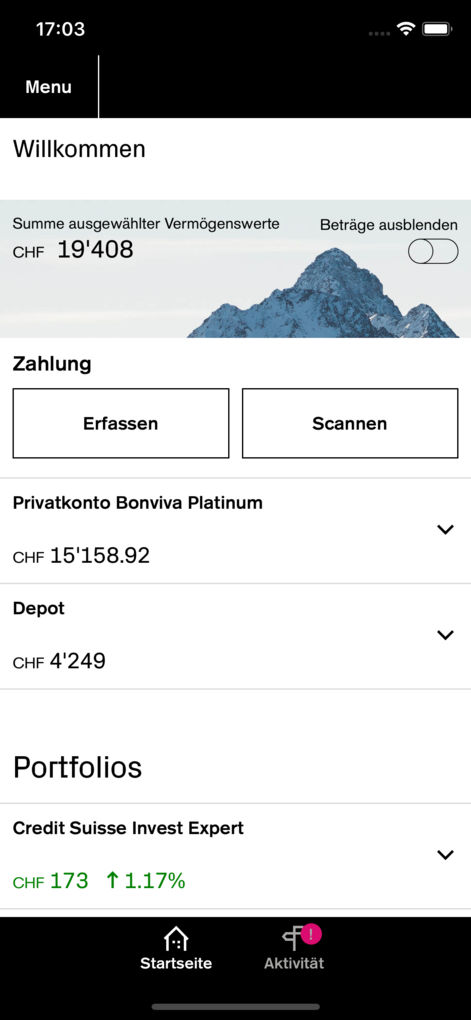 17:03
Menu
Willkommen
Summe ausgewählter Vermögenswerte
Beträge ausblenden
CHF 19'408
Zahlung
Erfassen
Scannen
Privatkonto Bonviva Platinum
CHF 15'158.92
Depot
CHF 4'249
Portfolios
Credit Suisse Invest Expert
CHF 173 ↑ 1.17%
!
Startseite
Aktivität